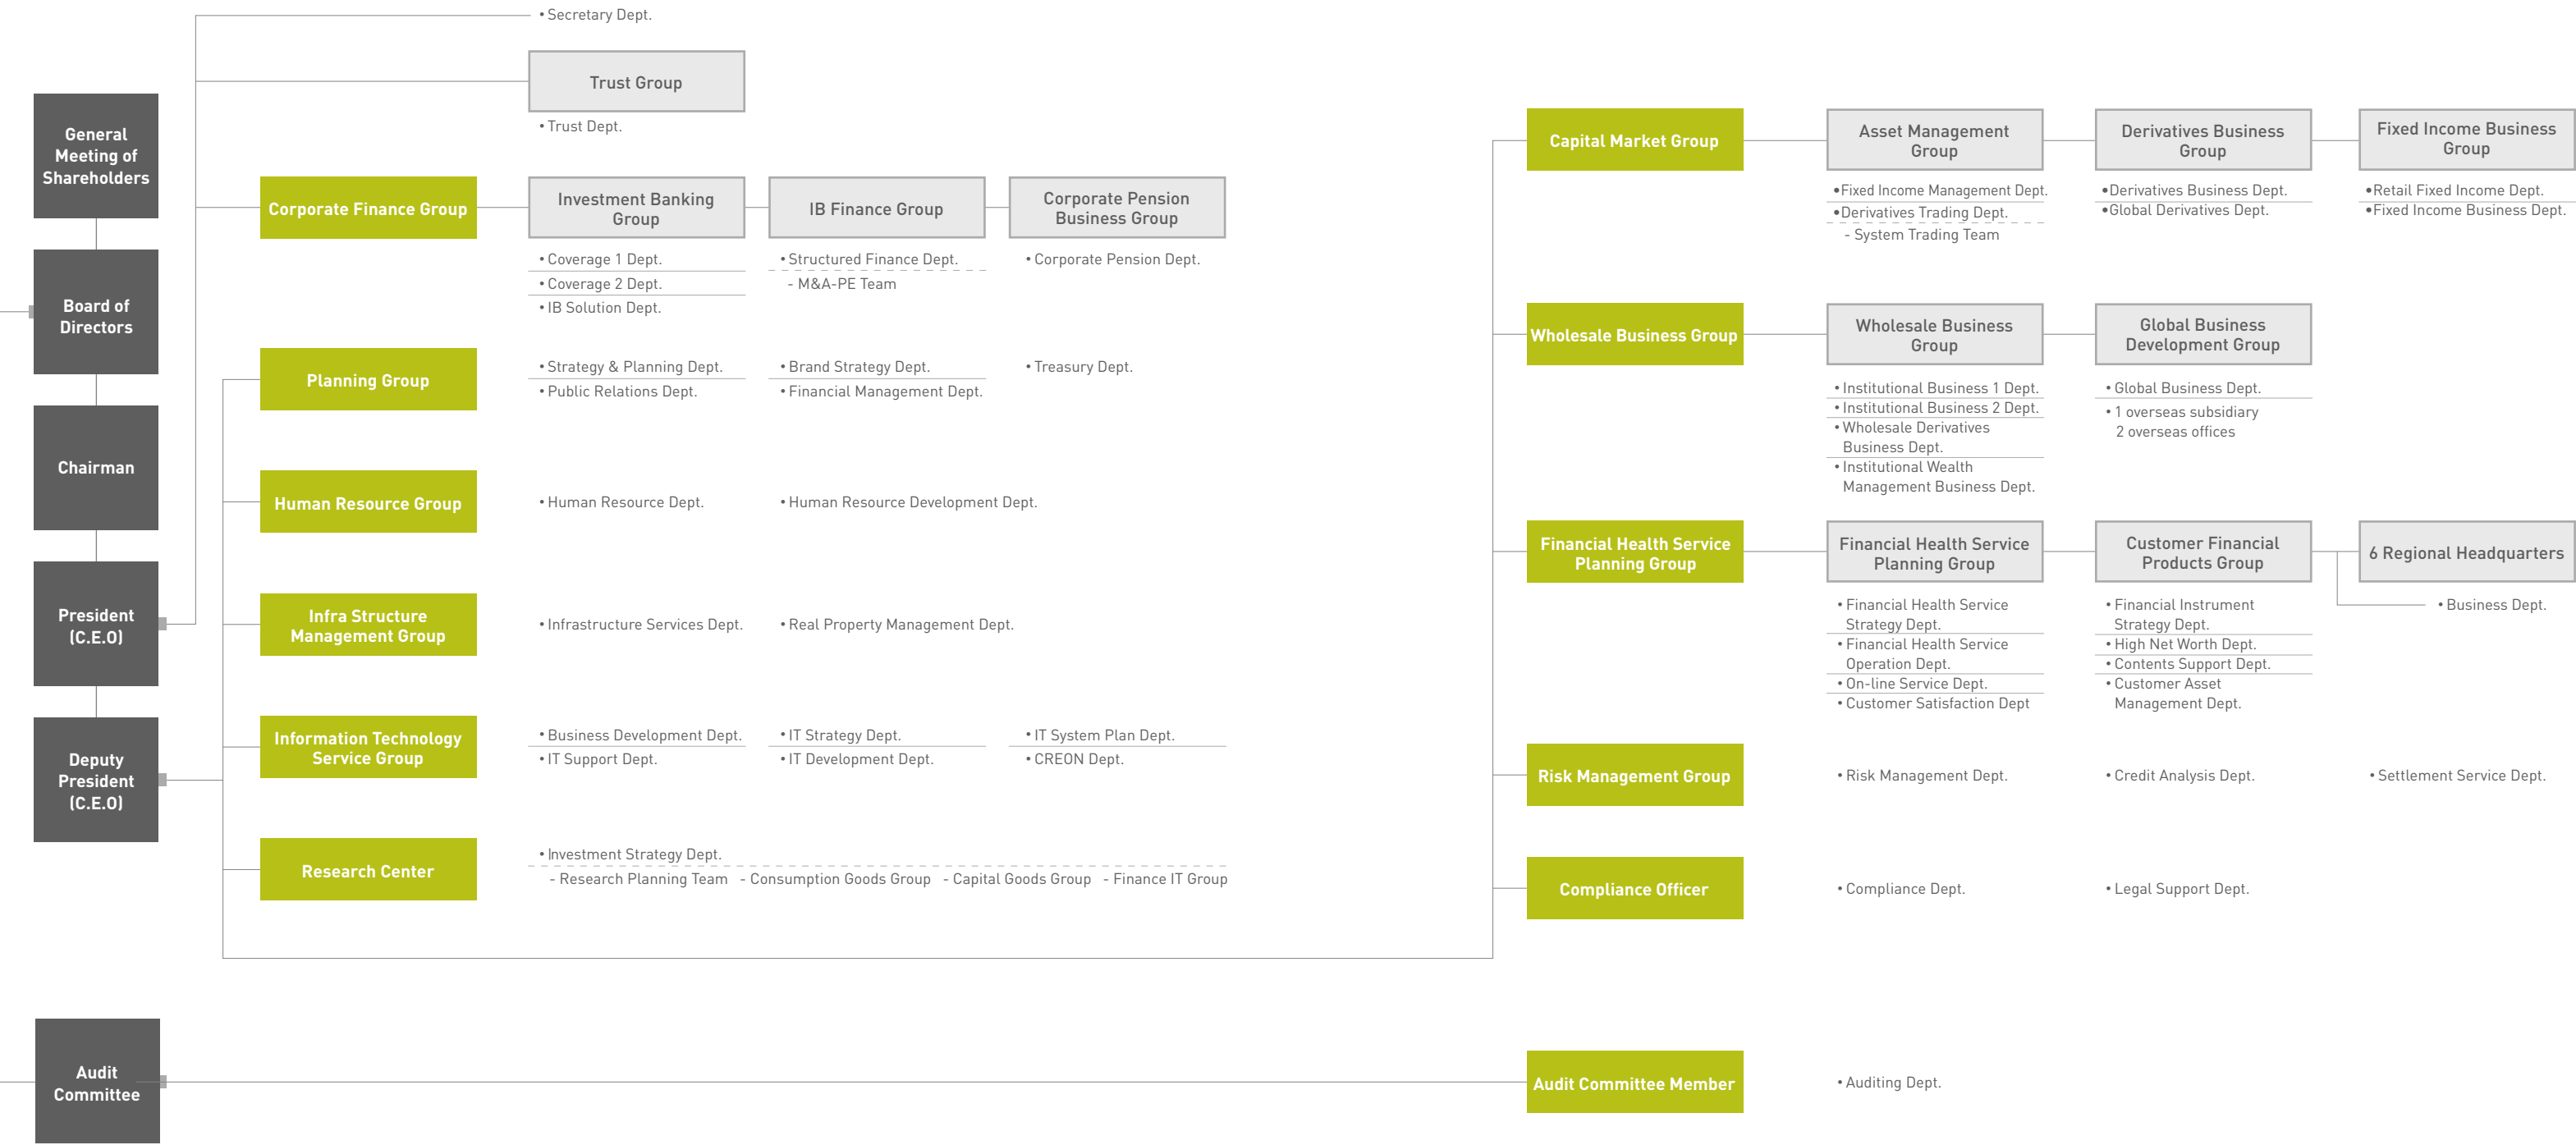 • Secretary Dept.
Trust Group
• Trust Dept.
General
Meeting of
Shareholders
Board of
Directors
Chairman
President
(C.E.O)
Deputy
President
(C.E.O)
Corporate Finance Group
Investment Banking
Group
• Coverage 1 Dept.
• Coverage 2 Dept.
• IB Solution Dept.
IB Finance Group
• Structured Finance Dept.
- M&A-PE Team
Corporate Pension
Business Group
• Corporate Pension Dept.
Planning Group
• Strategy & Planning Dept.
• Public Relations Dept.
• Brand Strategy Dept.
• Financial Management Dept.
• Treasury Dept.
Human Resource Group
• Human Resource Dept.
• Human Resource Development Dept.
Infra Structure
Management Group
• Infrastructure Services Dept.
• Real Property Management Dept.
Information Technology
Service Group
• Business Development Dept.
• IT Support Dept.
• IT Strategy Dept.
• IT Development Dept.
• IT System Plan Dept.
• CREON Dept.
Research Center
• Investment Strategy Dept.
- Research Planning Team - Consumption Goods Group - Capital Goods Group - Finance IT Group
Capital Market Group
Asset Management
Group
•Fixed Income Management Dept.
•Derivatives Trading Dept.
- System Trading Team
Derivatives Business
Group
•Derivatives Business Dept.
•Global Derivatives Dept.
Fixed Income Business
Group
•Retail Fixed Income Dept.
•Fixed Income Business Dept.
Wholesale Business Group
Wholesale Business
Group
• Institutional Business 1 Dept.
• Institutional Business 2 Dept.
• Wholesale Derivatives
Business Dept.
• Institutional Wealth
Management Business Dept.
Global Business
Development Group
• Global Business Dept.
• 1 overseas subsidiary
2 overseas offices
Financial Health Service
Planning Group
Financial Health Service
Planning Group
• Financial Health Service
Strategy Dept.
• Financial Health Service
Operation Dept.
• On-line Service Dept.
• Customer Satisfaction Dept
Customer Financial
Products Group
• Financial Instrument
Strategy Dept.
• High Net Worth Dept.
• Contents Support Dept.
• Customer Asset
Management Dept.
6 Regional Headquarters
• Business Dept.
Risk Management Group
• Risk Management Dept.
• Credit Analysis Dept.
• Settlement Service Dept.
Compliance Officer
• Compliance Dept.
• Legal Support Dept.
Audit
Committee
Audit Committee Member
• Auditing Dept.